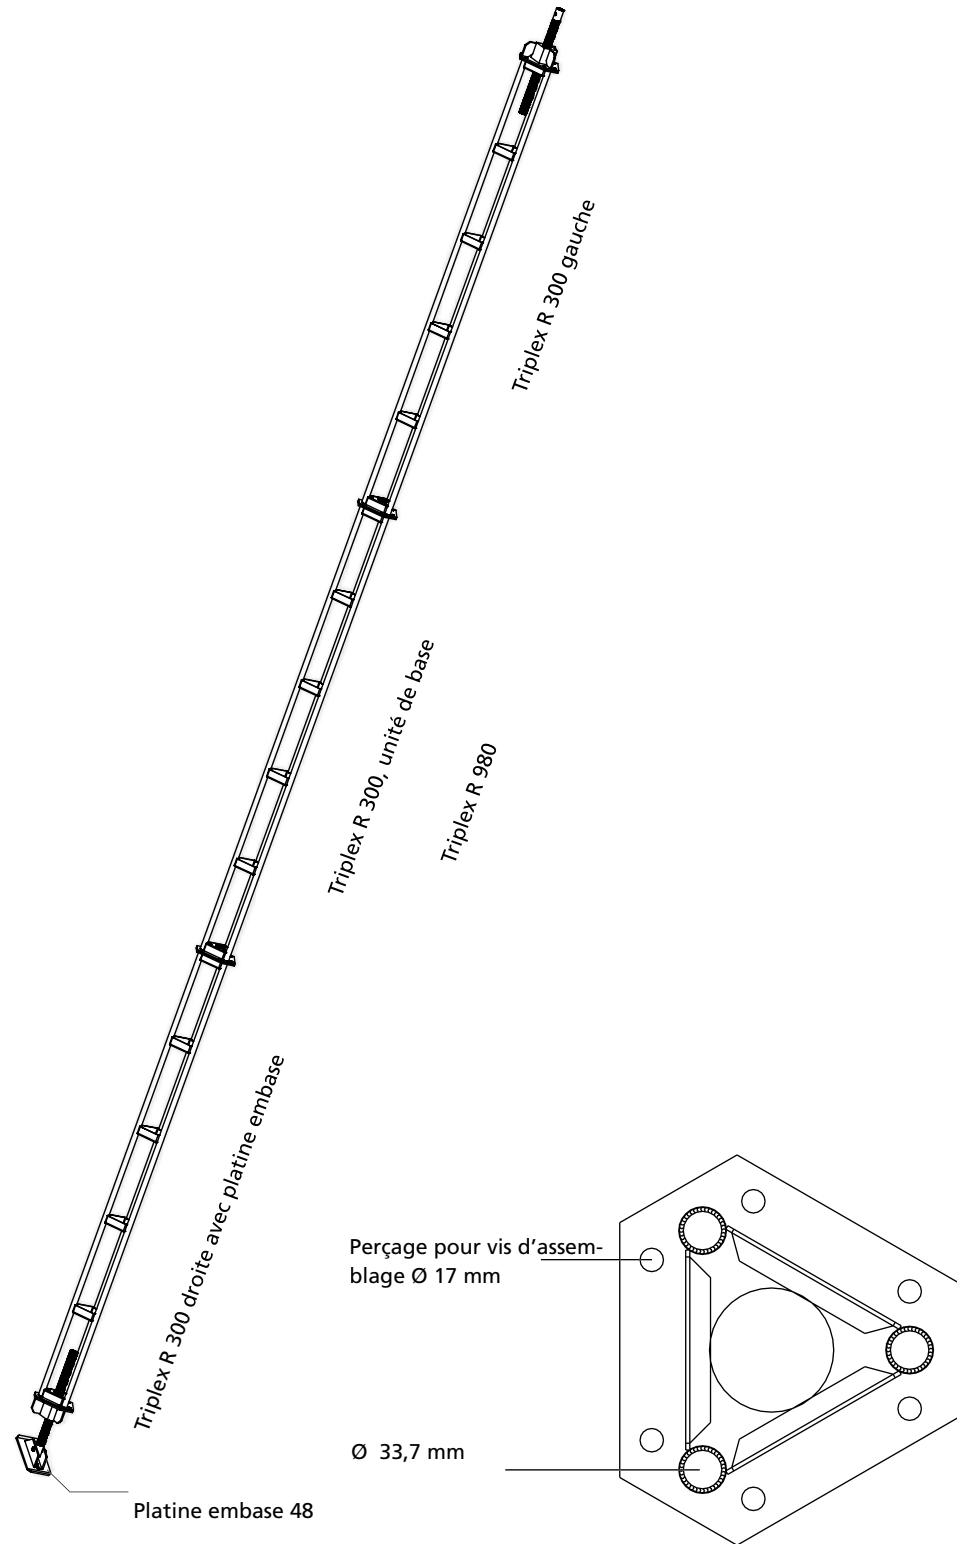 Triplex R 300 gauche
Triplex R 300, unité de base
Triplex R 980
Triplex R 300 droite avec platine embase
Perçage pour vis d’assem-
blage Ø 17 mm
Ø 33,7 mm
Platine embase 48